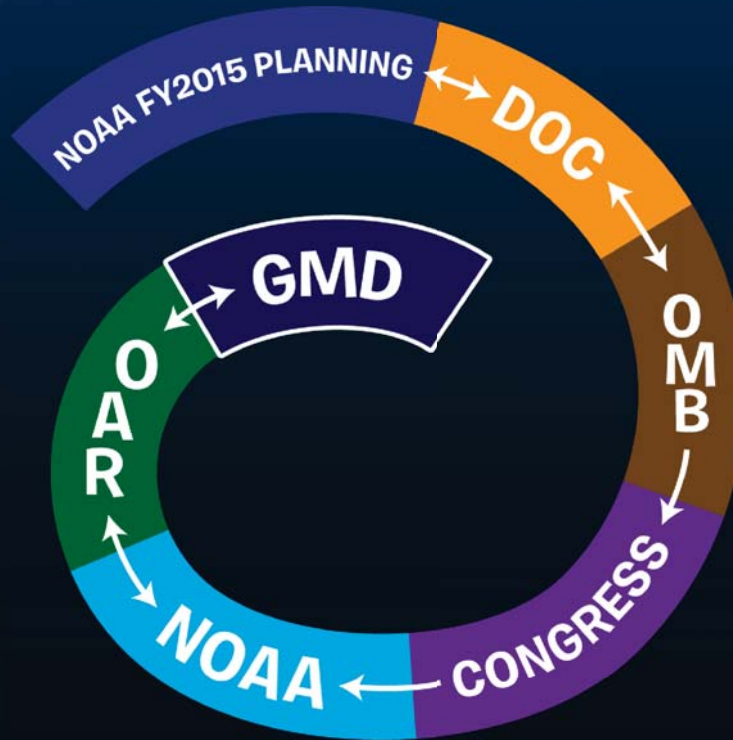 NOAA FY2015 PLANNING
DOC
OMB
CONGRESS
NOAA
OAR
GMD